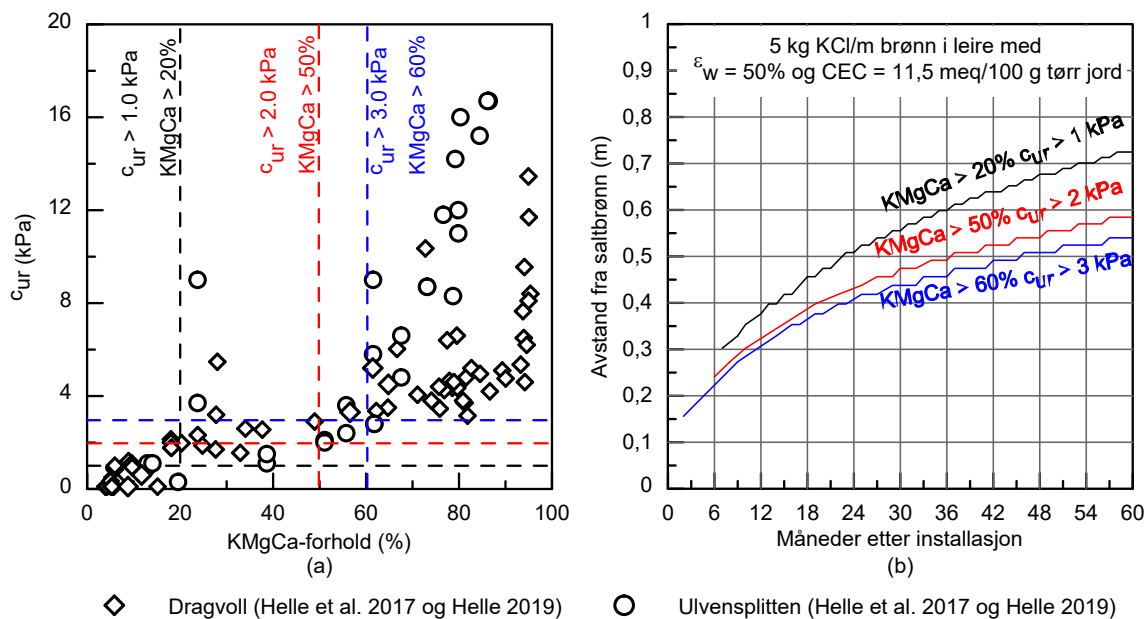 20
16
12
8
4
0
c_ur (kPa)
0
20
40
60
80
100
KMgCa-forhold (%)
(a)
c_ur > 1.0 kPa
KMgCa > 20%
c_ur > 2.0 kPa
KMgCa > 50%
c_ur > 3.0 kPa
KMgCa > 60%
1
0,9
0,8
0,7
0,6
0,5
0,4
0,3
0,2
0,1
0
Avstand fra saltbrønn (m)
5 kg KCl/m brønn i leire med
ε_w = 50% og CEC = 11,5 meq/100 g tørr jord
KMgCa > 20% c_ur > 1 kPa
KMgCa > 50% c_ur > 2 kPa
KMgCa > 60% c_ur > 3 kPa
0
6
12
18
24
30
36
42
48
54
60
Måneder etter installasjon
(b)
Dragvoll (Helle et al. 2017 og Helle 2019)
Ulvensplitten (Helle et al. 2017 og Helle 2019)